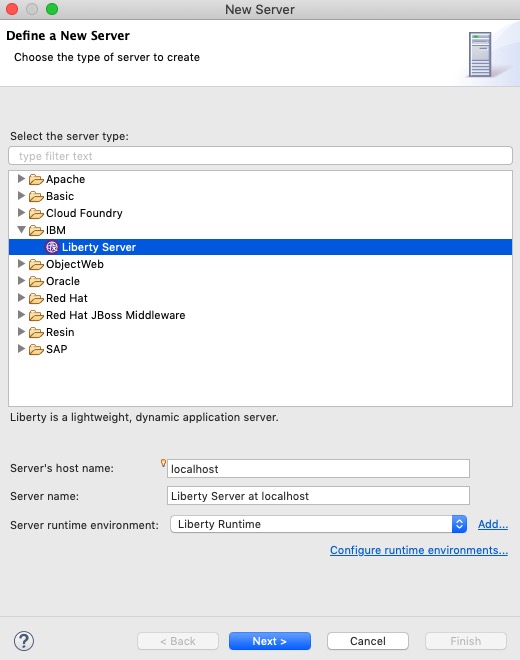 New Server
Define a New Server
Choose the type of server to create
Select the server type:
type filter text
Apache
Basic
Cloud Foundry
IBM
Liberty Server
ObjectWeb
Oracle
Red Hat
Red Hat JBoss Middleware
Resin
SAP
Liberty is a lightweight, dynamic application server.
Server's host name: localhost
Server name: Liberty Server at localhost
Server runtime environment: Liberty Runtime Add...
Configure runtime environments...
? < Back Next > Cancel Finish